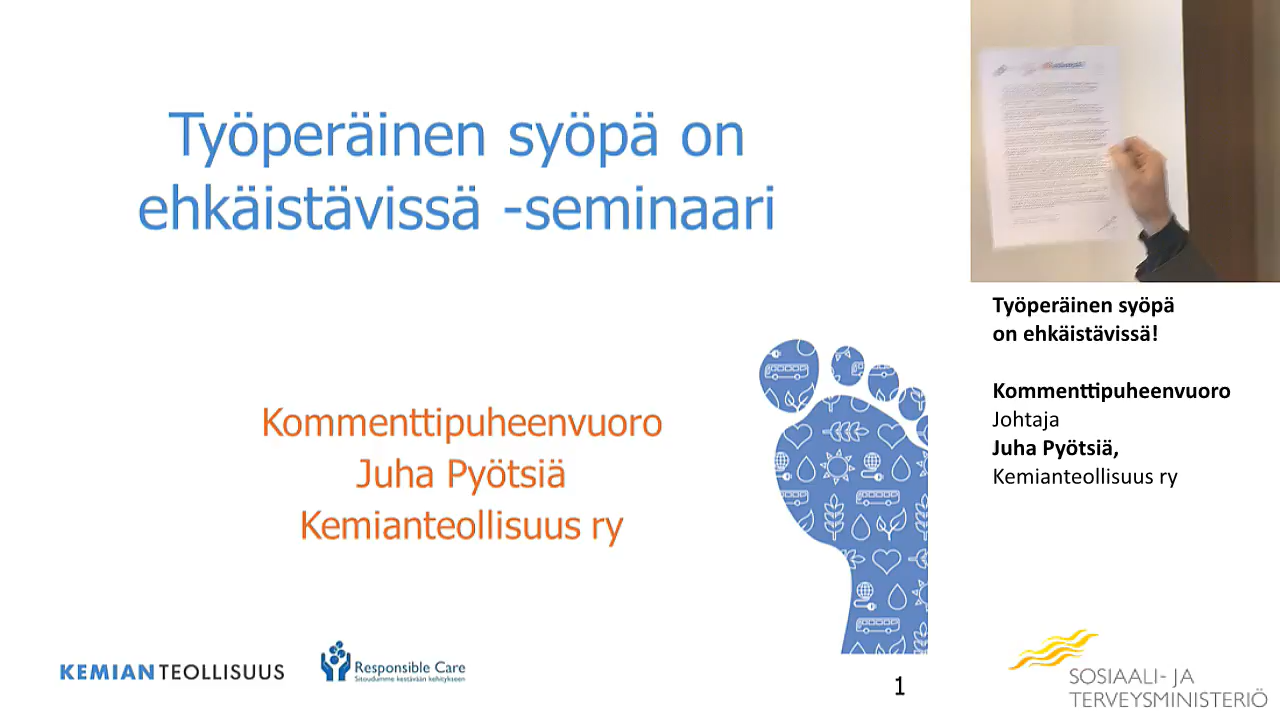 Työperäinen syöpä on
ehkäistävissä -seminaari
Kommenttipuheenvuoro
Juha Pyötsiä
Kemianteollisuus ry
KEMIANTEOLLISUUS
Responsible Care
Sitoudumme kestävään kehitykseen
1
Työperäinen syöpä
on ehkäistävissä!
Kommenttipuheenvuoro
Johtaja
Juha Pyötsiä,
Kemianteollisuus ry
SOSIAALI- JA
TERVEYSMINISTERIÖ